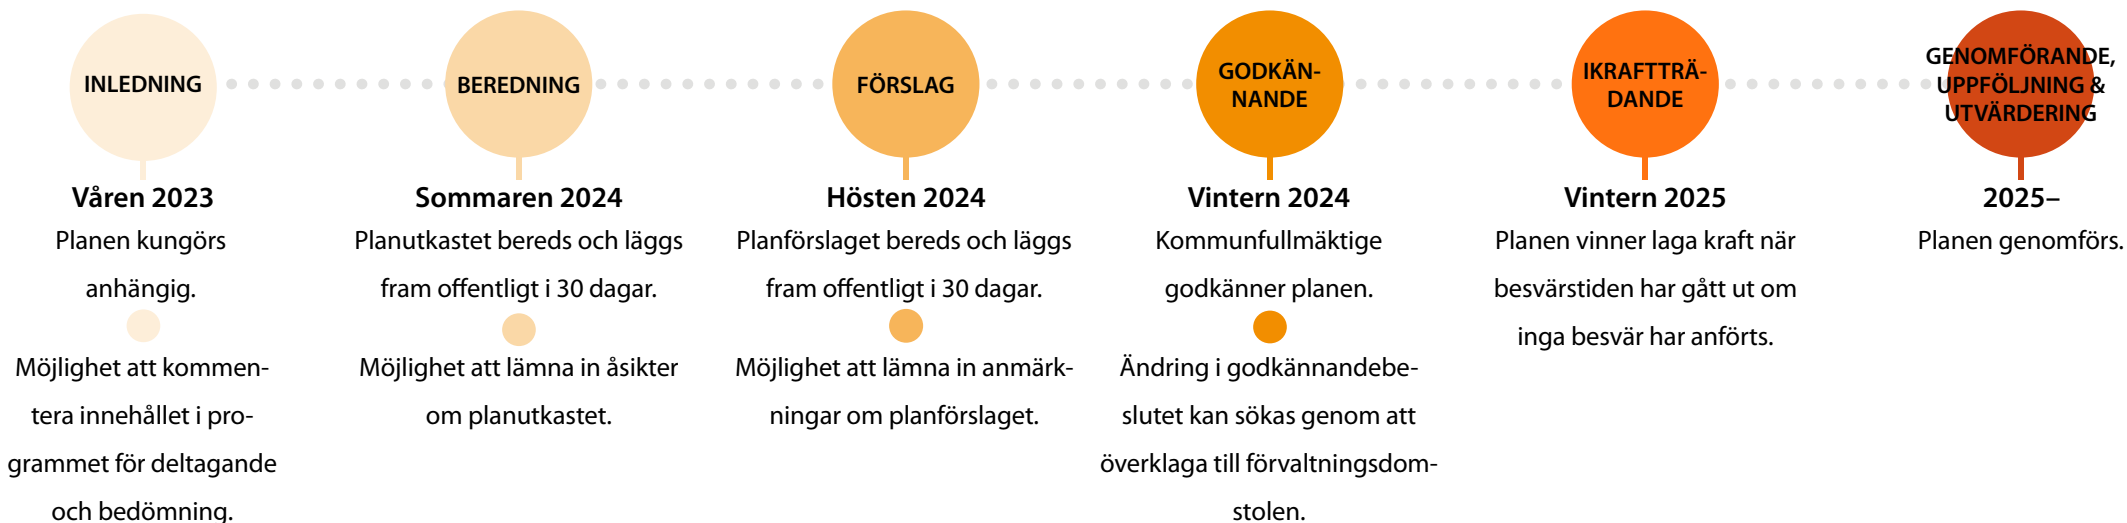 INLEDNING
Våren 2023
Planen kungörs
anhängig.
Möjlighet att kommen-
tera innehållet i pro-
grammet för deltagande
och bedömning.
BEREDNING
Sommaren 2024
Planutkastet bereds och läggs
fram offentligt i 30 dagar.
Möjlighet att lämna in åsikter
om planutkastet.
FÖRSLAG
Hösten 2024
Planförslaget bereds och läggs
fram offentligt i 30 dagar.
Möjlighet att lämna in anmärk-
ningar om planförslaget.
GODKÄN-
NANDE
Vintern 2024
Kommunfullmäktige
godkänner planen.
Ändring i godkännandebe-
slutet kan sökas genom att
överklaga till förvaltningsdom-
stolen.
IKRAFTTRÄ-
DANDE
Vintern 2025
Planen vinner laga kraft när
besvärstiden har gått ut om
inga besvär har anförts.
GENOMFÖRANDE,
UPPFÖLJNING &
UTVÄRDERING
2025–
Planen genomförs.